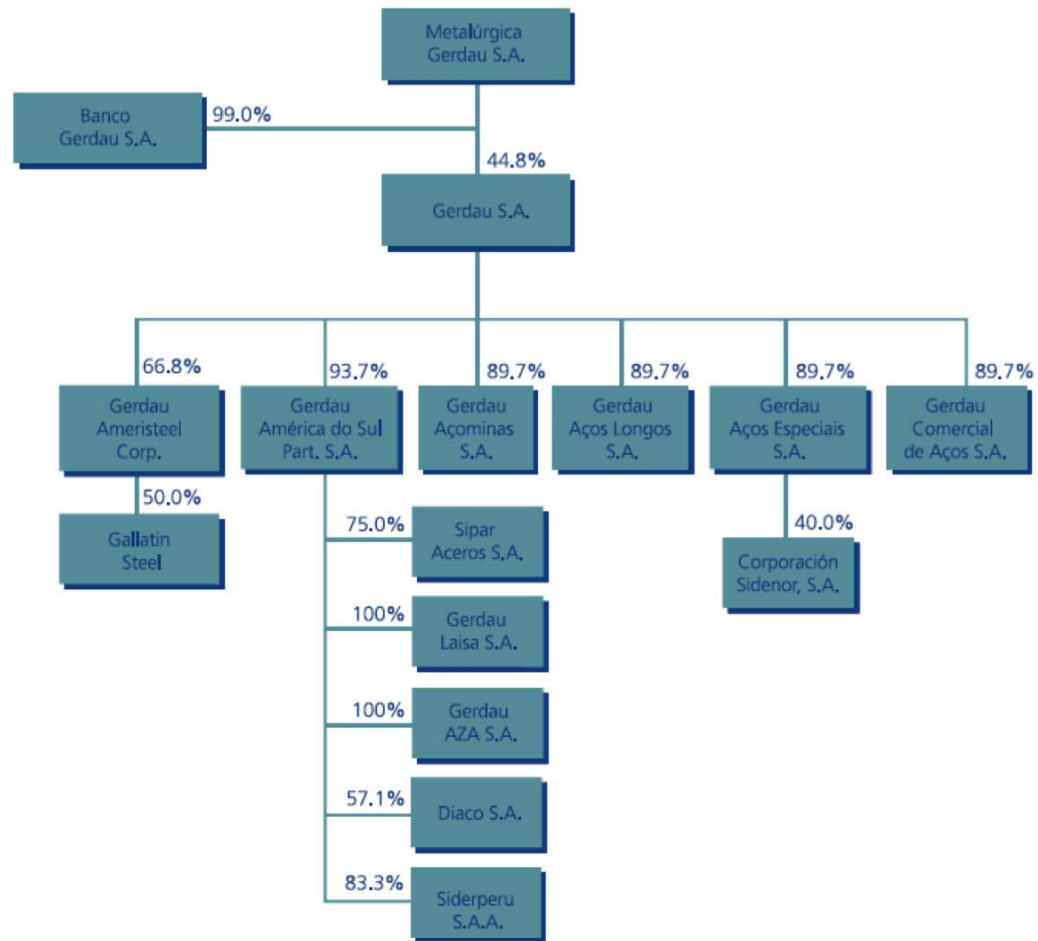 Metalúrgica
Gerdau S.A.
Banco
Gerdau S.A.
99.0%
44.8%
Gerdau S.A.
66.8%
93.7%
89.7%
89.7%
89.7%
89.7%
Gerdau
Ameristeel
Corp.
Gerdau
América do Sul
Part. S.A.
Gerdau
Açominas
S.A.
Gerdau
Aços Longos
S.A.
Gerdau
Aços Especiais
S.A.
Gerdau
Comercial
de Aços S.A.
50.0%
Gallatin
Steel
75.0%
Sipar
Aceros S.A.
40.0%
Corporación
Sidenor, S.A.
100%
Gerdau
Laisa S.A.
100%
Gerdau
AZA S.A.
57.1%
Diaco S.A.
83.3%
Siderperu
S.A.A.